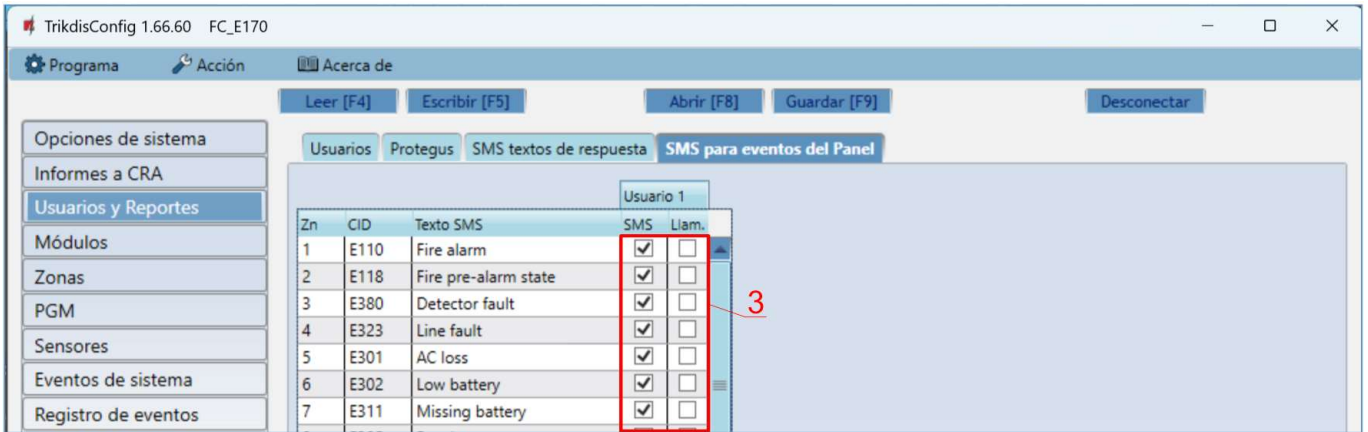 TrikdisConfig 1.66.60 FC_E170
Programa Acción Acerca de
Leer [F4] Escribir [F5] Abrir [F8] Guardar [F9] Desconectar
Opciones de sistema
Informes a CRA
Usuarios y Reportes
Módulos
Zonas
PGM
Sensores
Eventos de sistema
Registro de eventos
Usuarios Protegus SMS textos de respuesta SMS para eventos del Panel
Usuario 1
Zn CID Texto SMS SMS Llam.
1 E110 Fire alarm
2 E118 Fire pre-alarm state
3 E380 Detector fault
4 E323 Line fault
5 E301 AC loss
6 E302 Low battery
7 E311 Missing battery
3